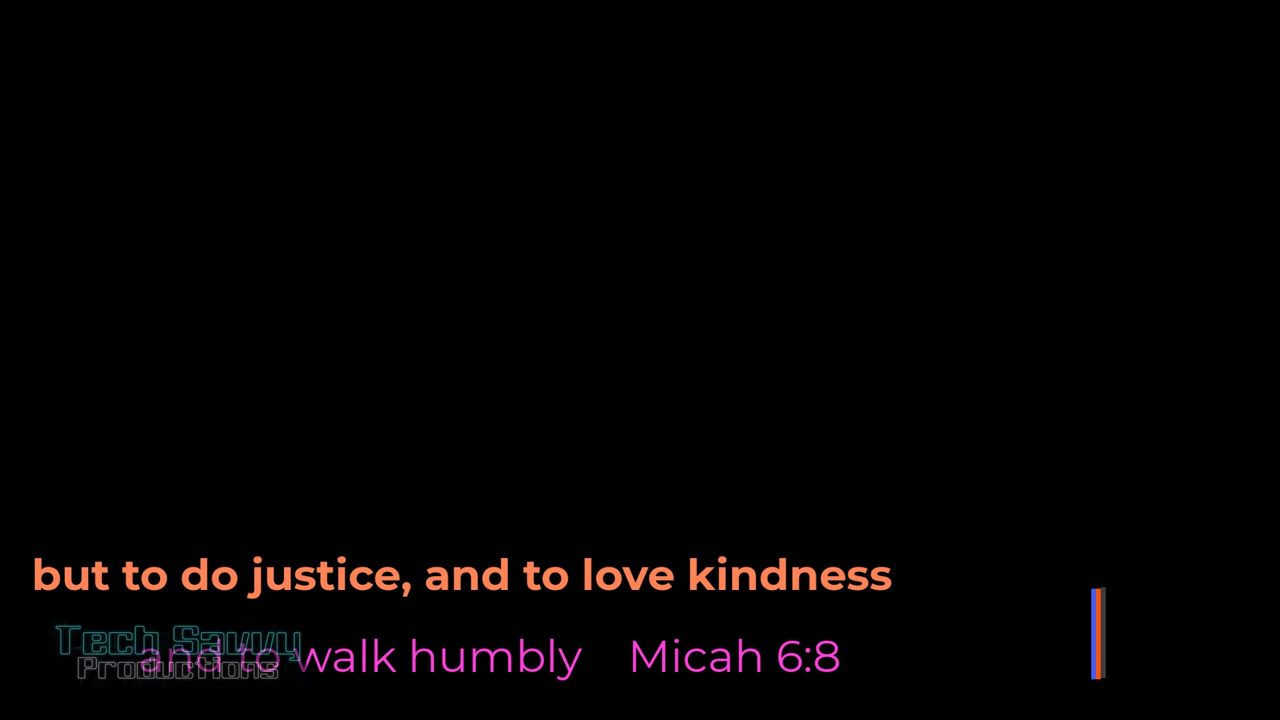 but to do justice, and to love kindness
Tech Savvy
Productions
and to walk humbly Micah 6:8